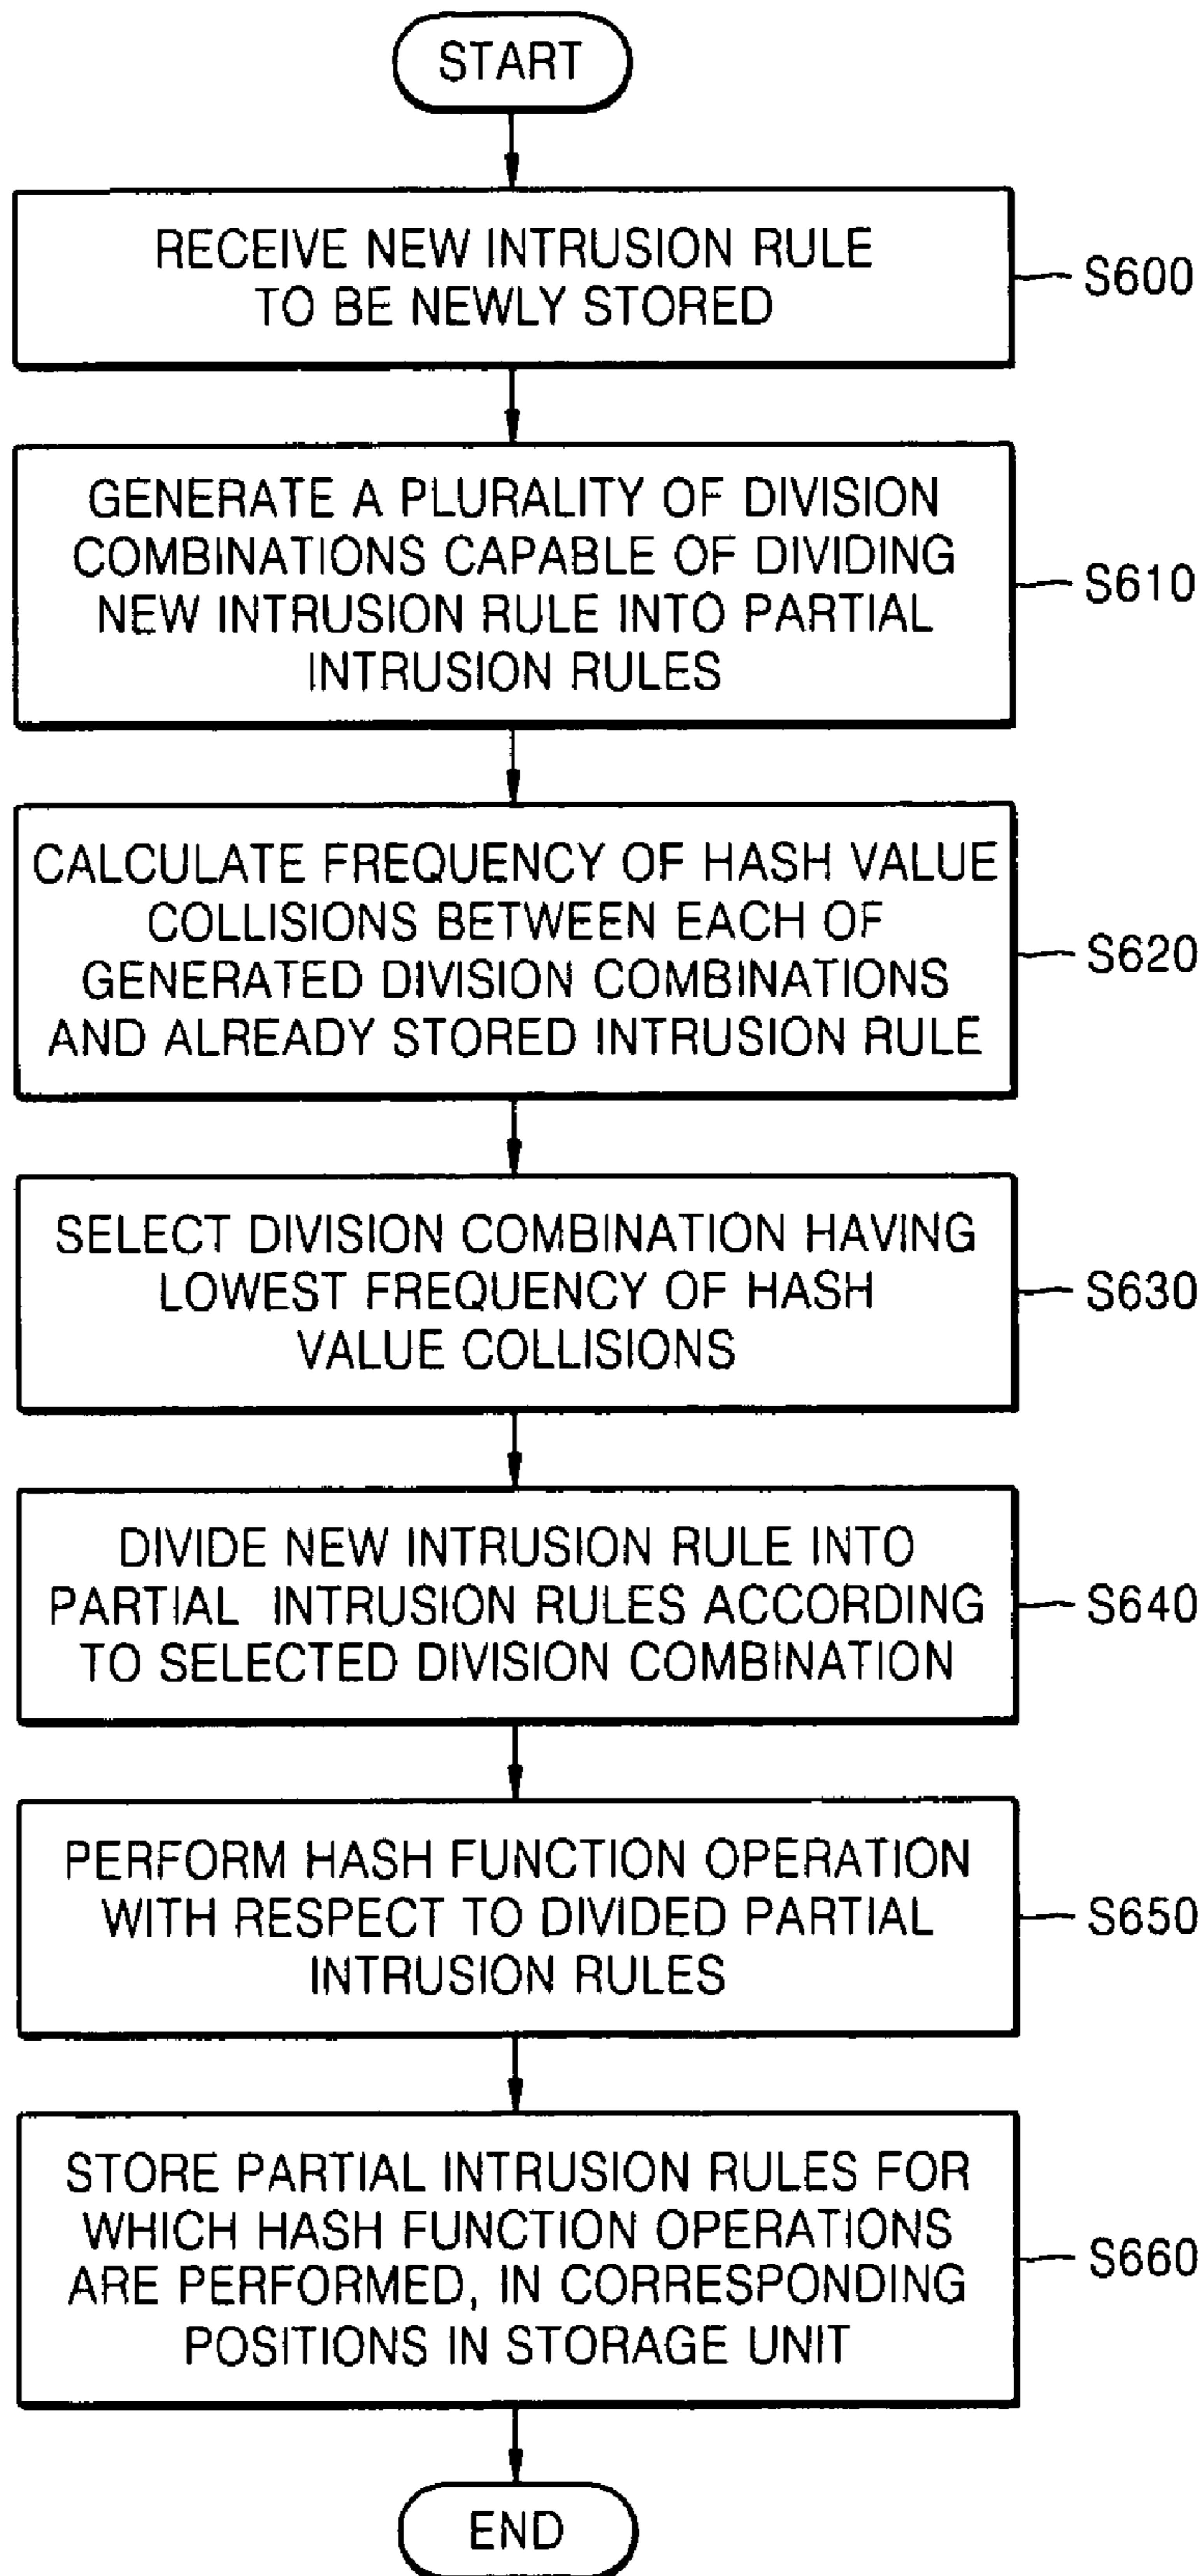 START
RECEIVE NEW INTRUSION RULE
TO BE NEWLY STORED
S600
GENERATE A PLURALITY OF DIVISION
COMBINATIONS CAPABLE OF DIVIDING
NEW INTRUSION RULE INTO PARTIAL
INTRUSION RULES
S610
CALCULATE FREQUENCY OF HASH VALUE
COLLISIONS BETWEEN EACH OF
GENERATED DIVISION COMBINATIONS
AND ALREADY STORED INTRUSION RULE
S620
SELECT DIVISION COMBINATION HAVING
LOWEST FREQUENCY OF HASH
VALUE COLLISIONS
S630
DIVIDE NEW INTRUSION RULE INTO
PARTIAL INTRUSION RULES ACCORDING
TO SELECTED DIVISION COMBINATION
S640
PERFORM HASH FUNCTION OPERATION
WITH RESPECT TO DIVIDED PARTIAL
INTRUSION RULES
S650
STORE PARTIAL INTRUSION RULES FOR
WHICH HASH FUNCTION OPERATIONS
ARE PERFORMED, IN CORRESPONDING
POSITIONS IN STORAGE UNIT
S660
END